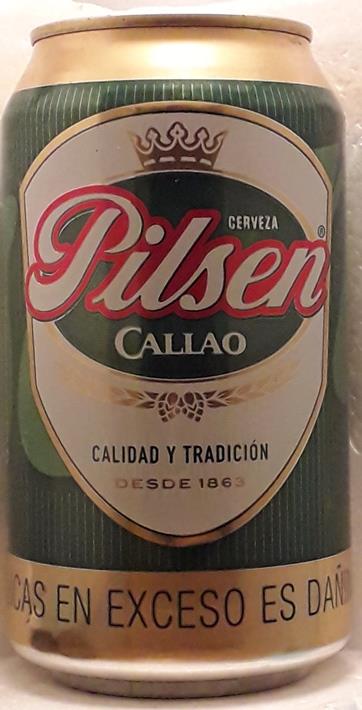 CERVEZA
Pilsen®
CALLAO
CALIDAD Y TRADICIÓN
DESDE 1863
EN EXCESO ES